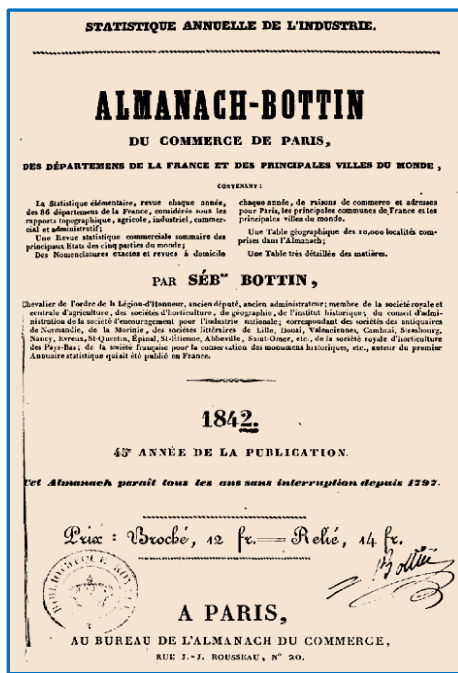 STATISTIQUE ANNUELLE DE L'INDUSTRIE.
ALMANACH-BOTTIN
DU COMMERCE DE PARIS,
DES DÉPARTEMENS DE LA FRANCE ET DES PRINCIPALES VILLES DU MONDE,
CONTENANT:
La Statistique élémentaire, revue chaque année,
des 86 départemens de la France, considérés sous les
rapports topographique, agricole, industriel, commer-
cial et administratif;
Une Revue statistique commerciale sommaire des
principaux Etats des cinq parties du monde;
Des Nomenclatures exactes et revues à domicile
chaque année, de raisons de commerce et adresses
pour Paris, les principales communes de France et les
principales villes du monde.
Une Table géographique des 10,000 localités com-
prises dans l'Almanach;
Une Table très détaillée des matières.
PAR SÉB^EN BOTTIN,
Chevalier de l'ordre de la Légion-d'Honneur, ancien député, ancien administrateur; membre de la société royale et
centrale d'agriculture, des sociétés d'horticulture, de géographie, de l'institut historique; du conseil d'admi-
nistration de la société d'encouragement pour l'industrie nationale; correspondant des sociétés des antiquaires
de Normandie, de la Morinie, des sociétés littéraires de Lille, Douai, Valenciennes, Cambrai, Strasbourg,
Nancy, Evreux, St-Quentin, Épinal, St-Étienne, Abbeville, Saint-Omer, etc., de la société royale d'horticulture
des Pays-Bas; de la société française pour la conservation des monumens historiques, etc., auteur du premier
Annuaire statistique qui ait été publié en France.
1842.
45^e ANNÉE DE LA PUBLICATION.
Cet Almanach paraît tous les ans sans interruption depuis 1797.
Prix : Broché, 12 fr. — Relié, 14 fr.
Bottin
A PARIS,
AU BUREAU DE L'ALMANACH DU COMMERCE,
RUE J.-J. ROUSSEAU, N° 20.